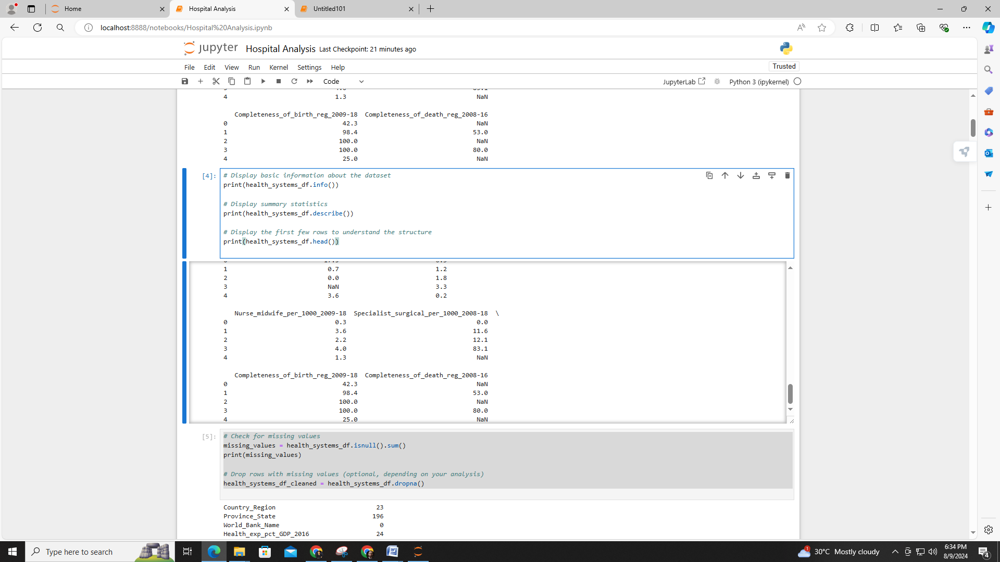 Home
Hospital Analysis
Untitled101
localhost:8888/notebooks/Hospital%20Analysis.ipynb
jupyter Hospital Analysis Last Checkpoint: 21 minutes ago
File Edit View Run Kernel Settings Help
Trusted
Code
JupyterLab
Python 3 (ipykernel)
4 1.3 NaN
Completeness_of_birth_reg_2009-18 Completeness_of_death_reg_2008-16
0 42.3 NaN
1 98.4 53.0
2 100.0 NaN
3 100.0 80.0
4 25.0 NaN
[4]:
# Display basic information about the dataset
print(health_systems_df.info())
# Display summary statistics
print(health_systems_df.describe())
# Display the first few rows to understand the structure
print(health_systems_df.head())
1 0.7 1.2
2 0.0 1.8
3 NaN 3.3
4 3.6 0.2
Nurse_midwife_per_1000_2009-18 Specialist_surgical_per_1000_2008-18 \
0 0.3 0.0
1 3.6 11.6
2 2.2 12.1
3 4.0 83.1
4 1.3 NaN
Completeness_of_birth_reg_2009-18 Completeness_of_death_reg_2008-16
0 42.3 NaN
1 98.4 53.0
2 100.0 NaN
3 100.0 80.0
4 25.0 NaN
[5]:
# Check for missing values
missing_values = health_systems_df.isnull().sum()
print(missing_values)
# Drop rows with missing values (optional, depending on your analysis)
health_systems_df_cleaned = health_systems_df.dropna()
Country_Region 23
Province_State 196
World_Bank_Name 0
Health_exp_pct_GDP_2016 24
Type here to search
30°C Mostly cloudy
6:34 PM
8/9/2024
4